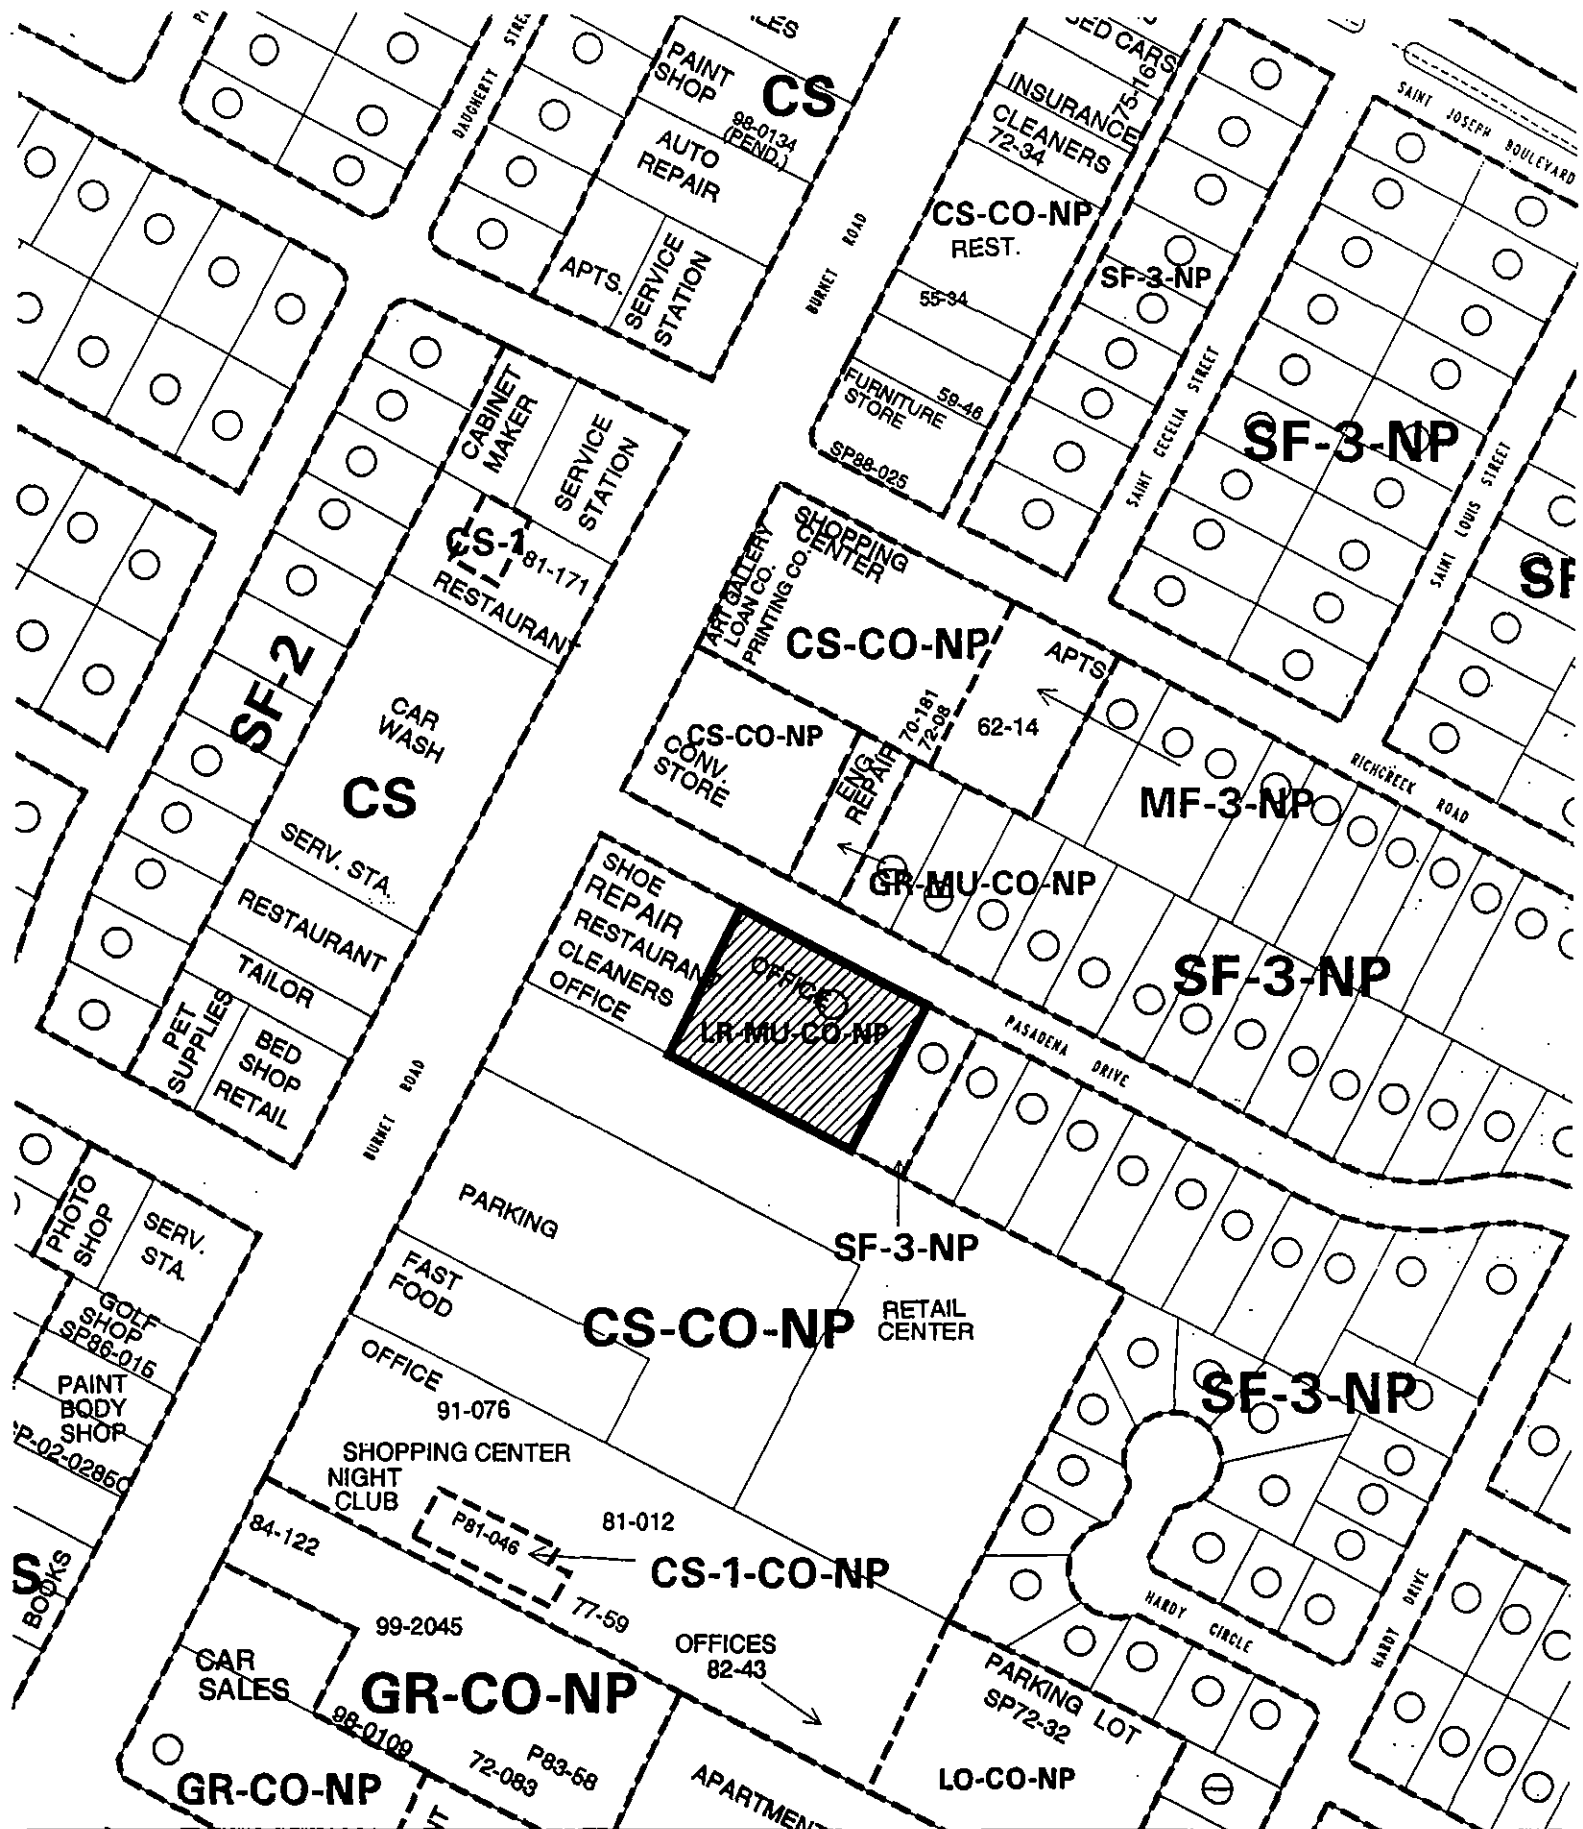 DAUGHERTY
PAINT
SHOP
CS
98-0134
(PEND.)
AUTO
REPAIR
APTS.
SERVICE
STATION
BURNET ROAD
75-16
INSURANCE
CLEANERS
72-34
CS-CO-NP
REST.
55-34
FURNITURE
STORE
59-46
SP88-025
SF-3-NP
SAINT CECELIA STREET
SAINT JOSEPH BOULEVARD
SF-3-NP
SAINT LOUIS STREET
CABINET
MAKER
SERVICE
STATION
CS-1
81-171
RESTAURANT
SF-2
CAR
WASH
CS
SERV. STA.
RESTAURANT
TAILOR
PET
SUPPLIES
BED
SHOP
RETAIL
SHOPPING
CENTER
ART GALLERY
LOAN CO.
PRINTING CO.
CS-CO-NP
70-181
72-08
APTS
62-14
CS-CO-NP
CONV.
STORE
ENG
REPAIR
MF-3-NP
RICHCREEK ROAD
GR-MU-CO-NP
SF-3-NP
SHOE
REPAIR
RESTAURANT
CLEANERS
OFFICE
OFFICE
LR-MU-CO-NP
PASADENA DRIVE
BURNET ROAD
SF-3-NP
PHOTO
SHOP
SERV.
STA.
GOLF
SHOP
SP86-015
PAINT
BODY
SHOP
P-02-0285C
BOOKS
PARKING
FAST
FOOD
OFFICE
91-076
CS-CO-NP
RETAIL
CENTER
SHOPPING CENTER
NIGHT
CLUB
P81-046
81-012
CS-1-CO-NP
84-122
77-59
99-2045
OFFICES
82-43
CAR
SALES
GR-CO-NP
98-0109
72-083
P83-58
GR-CO-NP
SF-3-NP
HARDY CIRCLE
HARDY DRIVE
PARKING LOT
SP72-32
LO-CO-NP